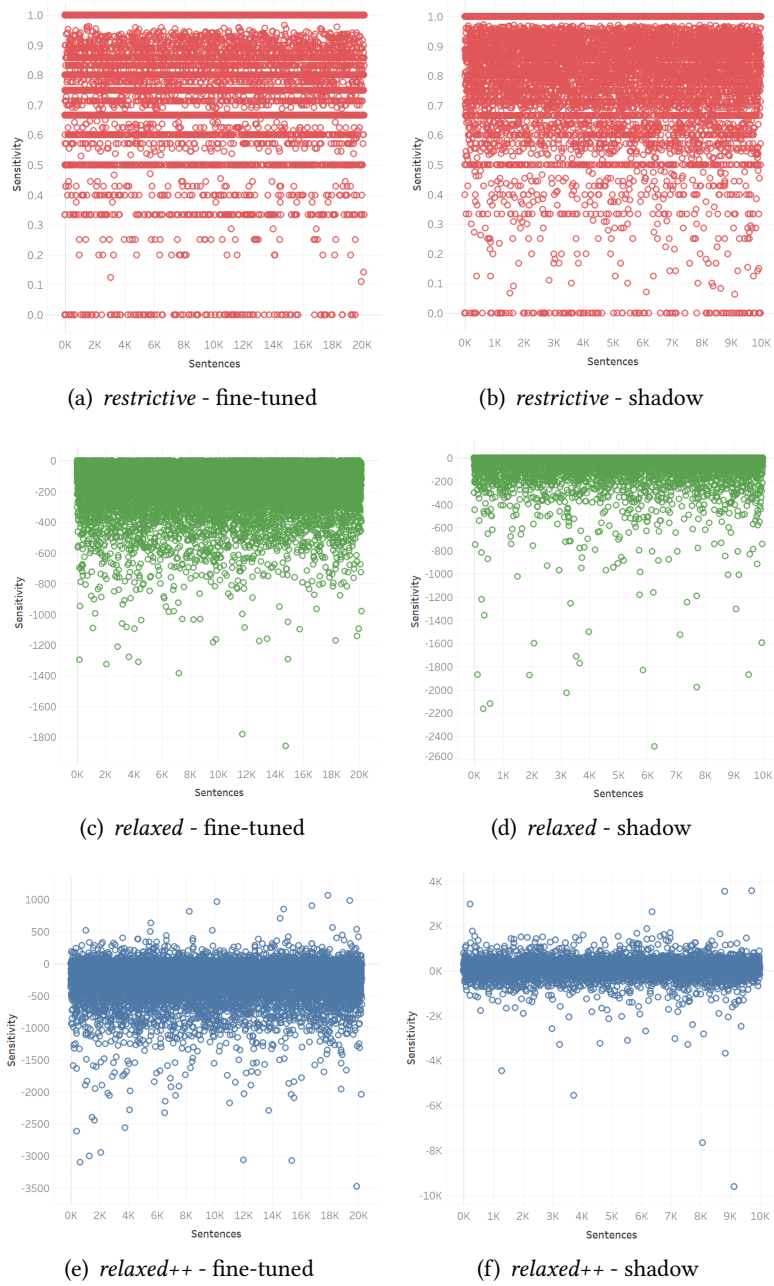 1.0
0.9
0.8
0.7
0.6
0.5
0.4
0.3
0.2
0.1
0.0
Sensitivity
0K 2K 4K 6K 8K 10K 12K 14K 16K 18K 20K
Sentences
(a) restrictive - fine-tuned
1.0
0.9
0.8
0.7
0.6
0.5
0.4
0.3
0.2
0.1
0.0
Sensitivity
0K 1K 2K 3K 4K 5K 6K 7K 8K 9K 10K
Sentences
(b) restrictive - shadow
0
-200
-400
-600
-800
-1000
-1200
-1400
-1600
-1800
Sensitivity
0K 2K 4K 6K 8K 10K 12K 14K 16K 18K 20K
Sentences
(c) relaxed - fine-tuned
0
-200
-400
-600
-800
-1000
-1200
-1400
-1600
-1800
-2000
-2200
-2400
-2600
Sensitivity
0K 1K 2K 3K 4K 5K 6K 7K 8K 9K 10K
Sentences
(d) relaxed - shadow
1000
500
0
-500
-1000
-1500
-2000
-2500
-3000
-3500
Sensitivity
0K 2K 4K 6K 8K 10K 12K 14K 16K 18K 20K
Sentences
(e) relaxed++ - fine-tuned
4K
2K
0K
-2K
-4K
-6K
-8K
-10K
Sensitivity
0K 1K 2K 3K 4K 5K 6K 7K 8K 9K 10K
Sentences
(f) relaxed++ - shadow